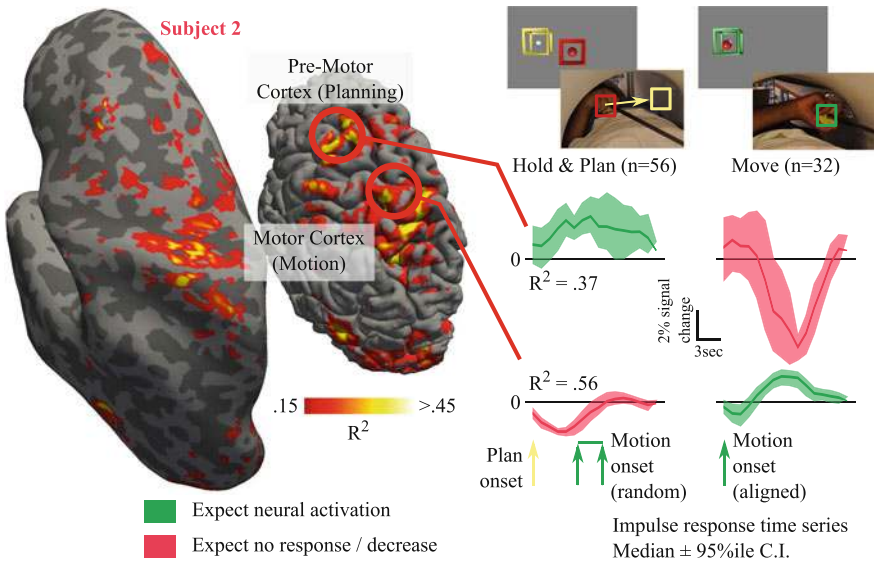 Subject 2
Pre-Motor
Cortex (Planning)
Motor Cortex
(Motion)
.15
>.45
R²
Expect neural activation
Expect no response / decrease
Hold & Plan (n=56)
Move (n=32)
0
R² = .37
2% signal
change
3sec
R² = .56
0
Plan
onset
Motion
onset
(random)
Motion
onset
(aligned)
Impulse response time series
Median ± 95%ile C.I.